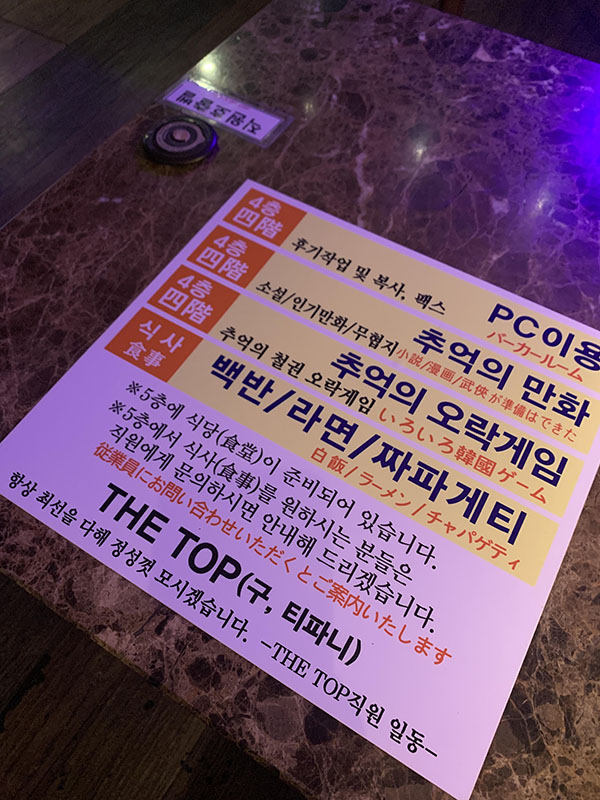 4층
四階
후기작업 및 복사, 팩스
PC이용
パーカールーム
4층
四階
소설/인기만화/무협지
추억의 만화
小説/漫画/武俠が準備はできた
4층
四階
추억의 철권 오락게임
추억의 오락게임
いろいろ韓國ゲーム
식사
食事
백반/라면/짜파게티
白飯/ラーメン/チャパゲティ
※5층에 식당(食堂)이 준비되어 있습니다.
※5층에서 식사(食事)를 원하시는 분들은
직원에게 문의하시면 안내해 드리겠습니다.
従業員にお問い合わせいただくとご案内いたします
THE TOP(구, 티파니)
항상 최선을 다해 정성껏 모시겠습니다. -THE TOP직원 일동-